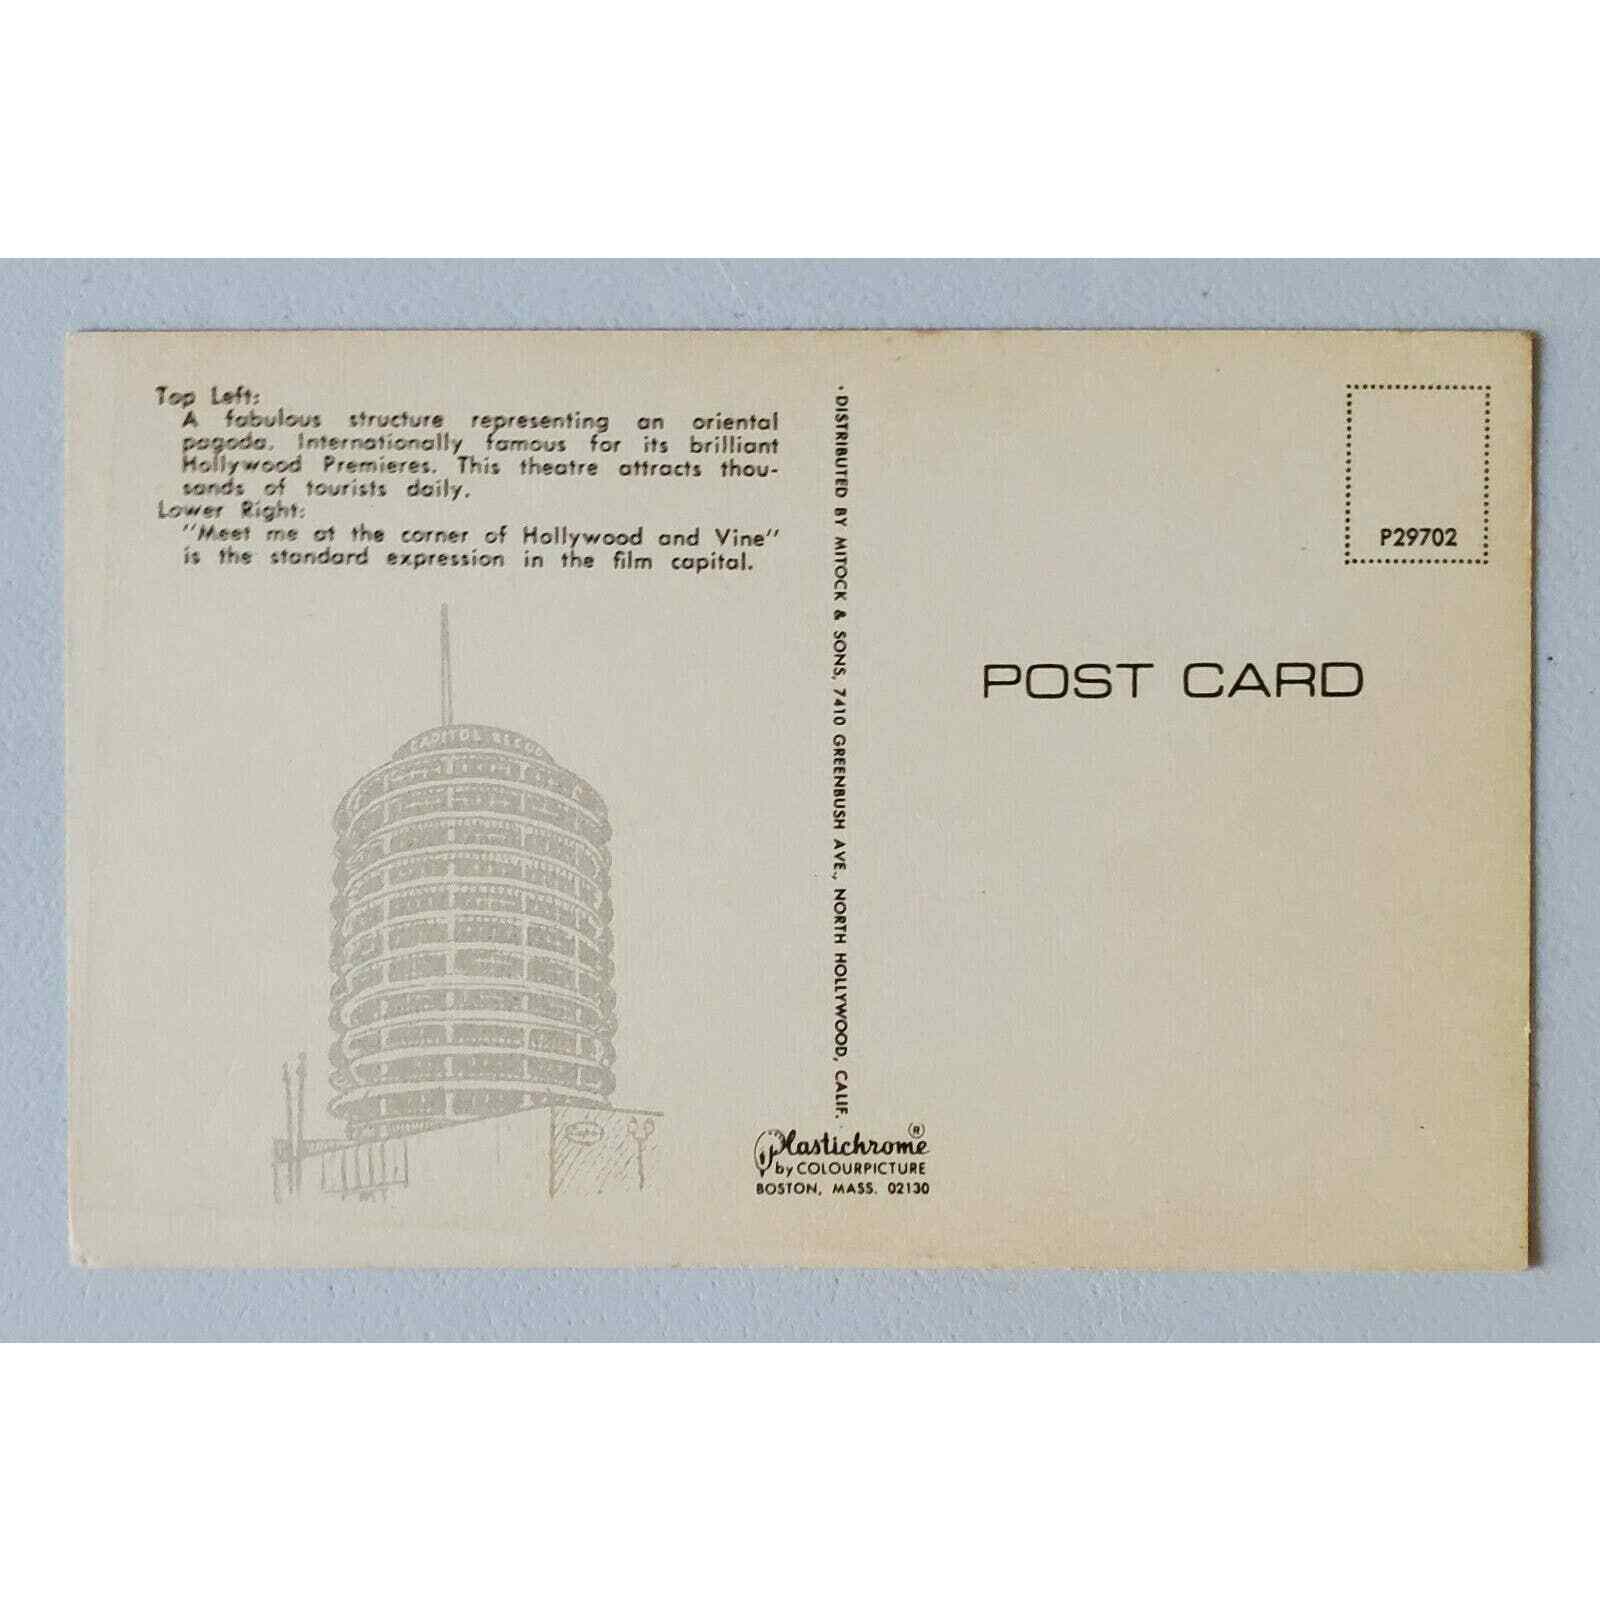 Top Left:
A fabulous structure representing an oriental
pagoda. Internationally famous for its brilliant
Hollywood Premieres. This theatre attracts thou-
sands of tourists daily.
Lower Right:
"Meet me at the corner of Hollywood and Vine"
is the standard expression in the film capital.
CAPITOL RECOD
· DISTRIBUTED BY MITOCK & SONS, 7410 GREENBUSH AVE., NORTH HOLLYWOOD, CALIF.
Plastichrome ®
by COLOURPICTURE
BOSTON, MASS. 02130
P29702
POST CARD